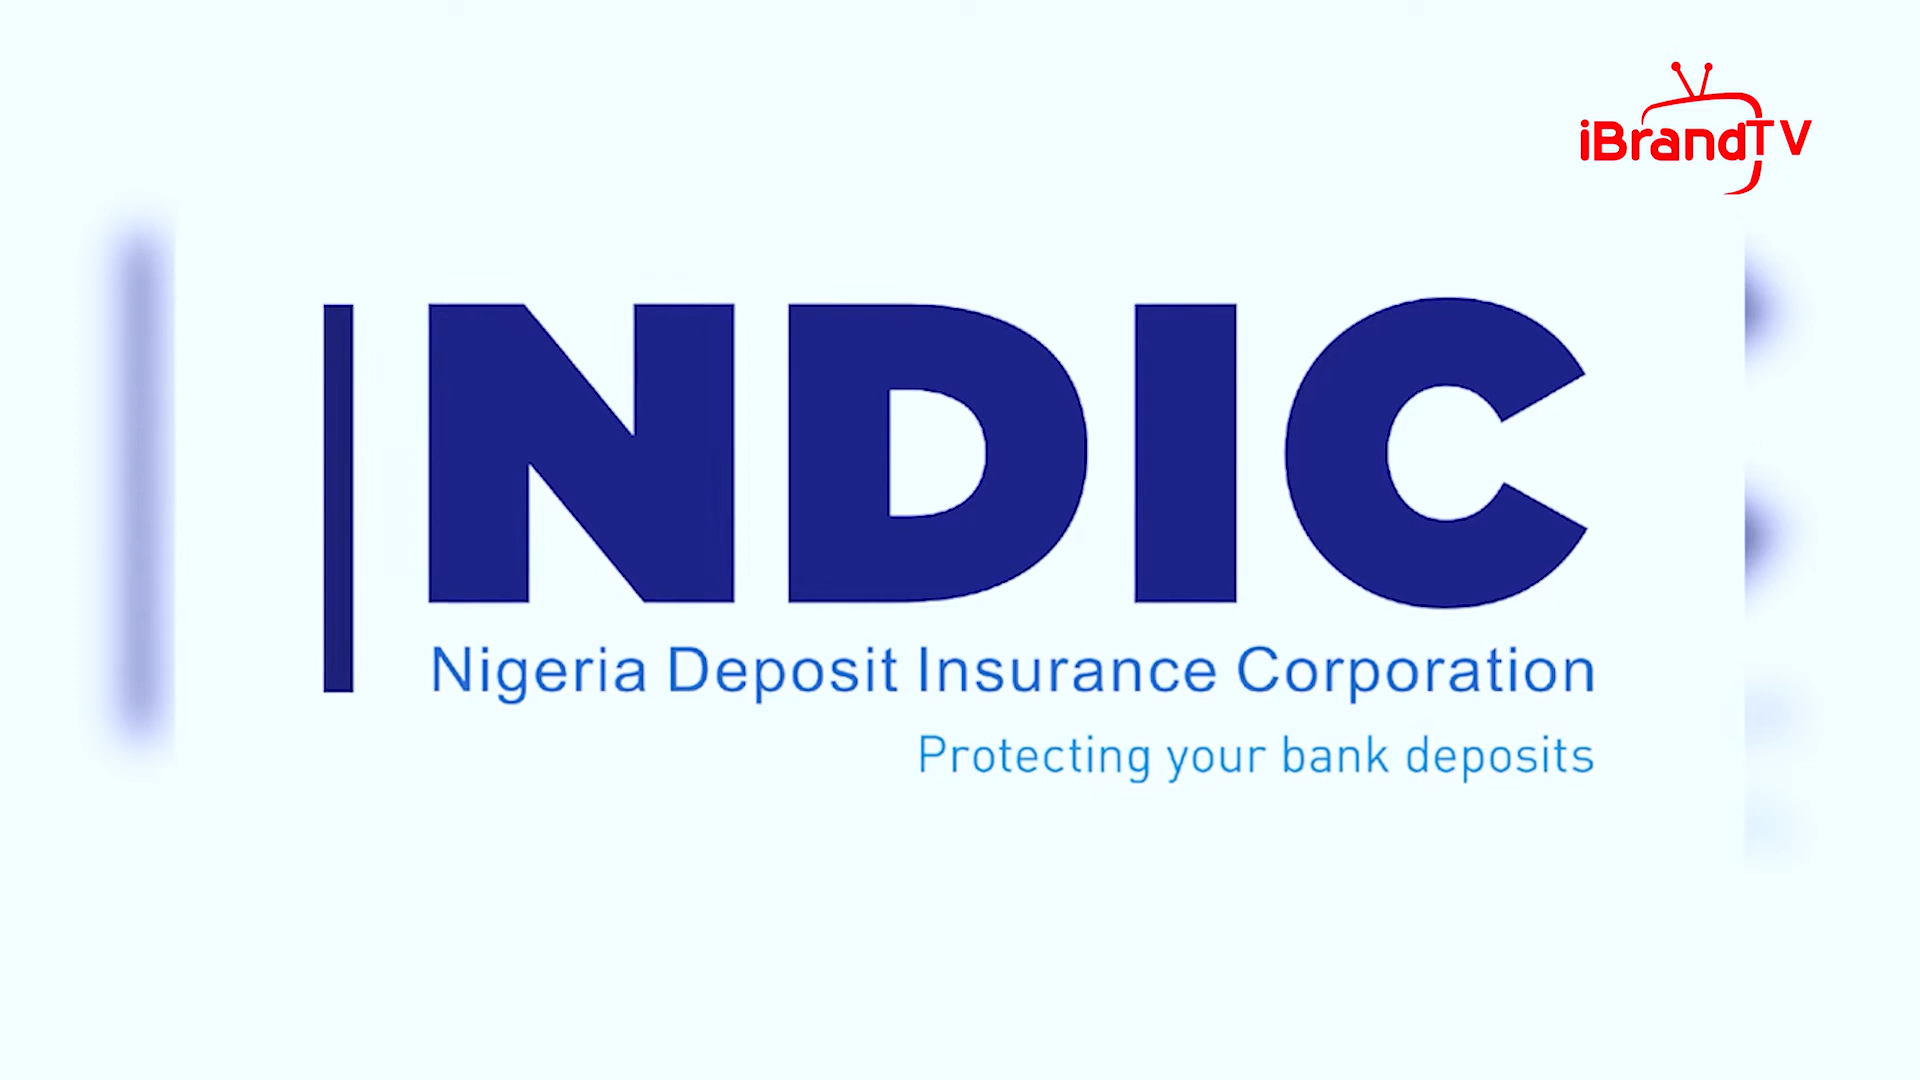 iBrandTV
NDIC
Nigeria Deposit Insurance Corporation
Protecting your bank deposits